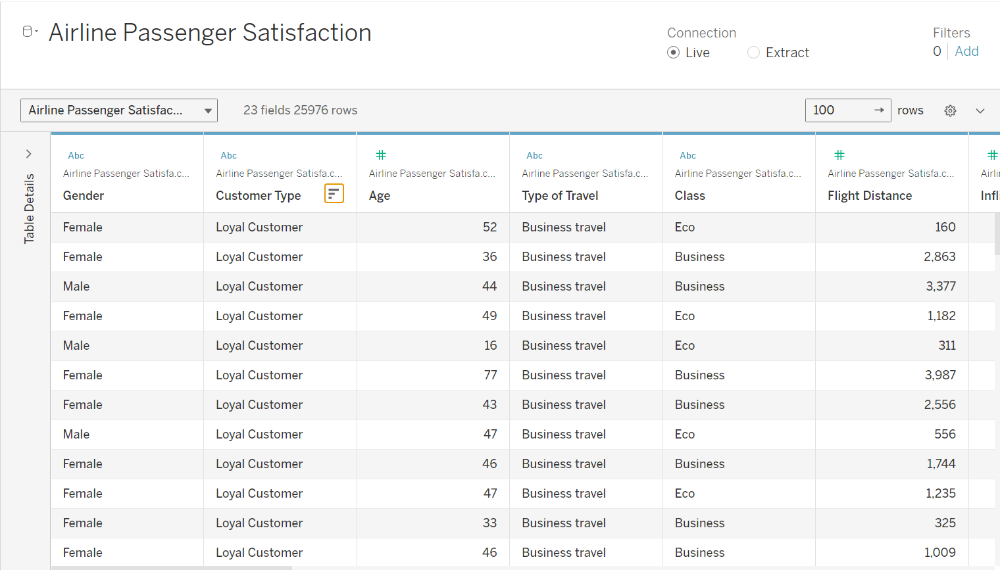 Airline Passenger Satisfaction
Connection
Live Extract
Filters
0 Add
Airline Passenger Satisfac...
23 fields 25976 rows
100 → rows
Table Details
Abc Abc # Abc Abc # #
Airline Passenger Satisfa.c... Airline Passenger Satisfa.c... Airline Passenger Satisfa.c... Airline Passenger Satisfa.c... Airline Passenger Satisfa.c... Airline Passenger Satisfa.c... Airli
Gender Customer Type Age Type of Travel Class Flight Distance Infl
Female Loyal Customer 52 Business travel Eco 160
Female Loyal Customer 36 Business travel Business 2,863
Male Loyal Customer 44 Business travel Business 3,377
Female Loyal Customer 49 Business travel Eco 1,182
Male Loyal Customer 16 Business travel Eco 311
Female Loyal Customer 77 Business travel Business 3,987
Female Loyal Customer 43 Business travel Business 2,556
Male Loyal Customer 47 Business travel Eco 556
Female Loyal Customer 46 Business travel Business 1,744
Female Loyal Customer 47 Business travel Eco 1,235
Female Loyal Customer 33 Business travel Business 325
Female Loyal Customer 46 Business travel Business 1,009